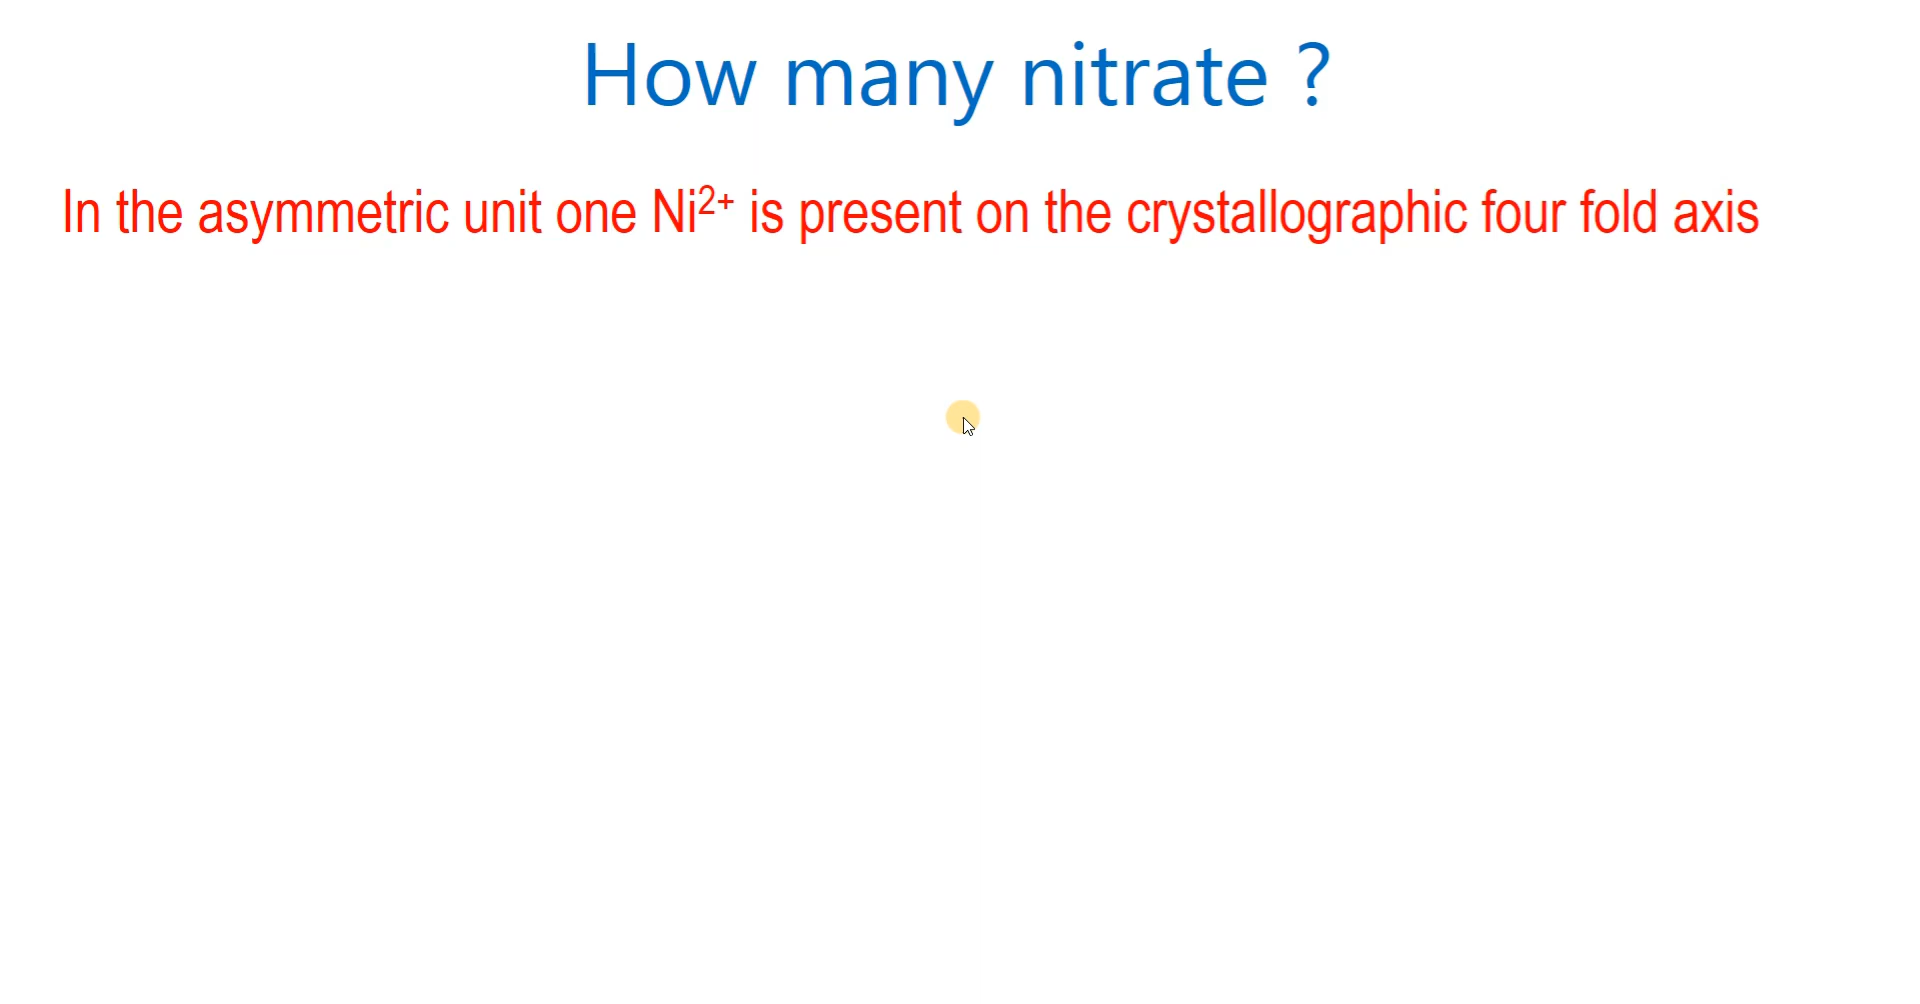 How many nitrate ?
In the asymmetric unit one Ni²⁺ is present on the crystallographic four fold axis